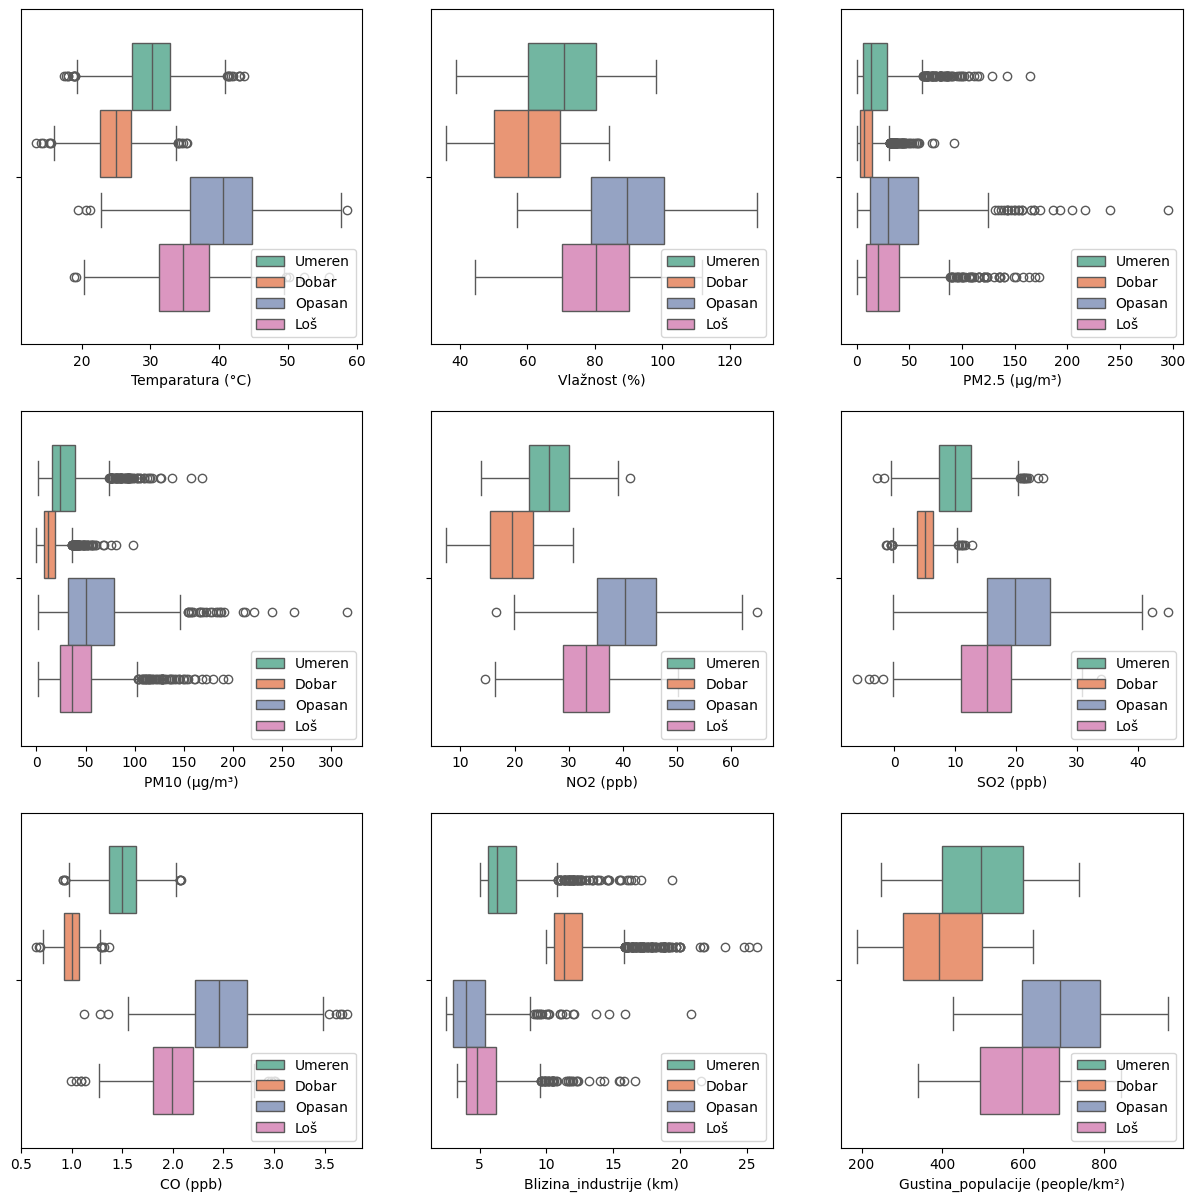 Umeren
Dobar
Opasan
Loš
20 30 40 50 60
Temparatura (°C)
Umeren
Dobar
Opasan
Loš
40 60 80 100 120
Vlažnost (%)
Umeren
Dobar
Opasan
Loš
0 50 100 150 200 250 300
PM2.5 (µg/m³)
Umeren
Dobar
Opasan
Loš
0 50 100 150 200 250 300
PM10 (µg/m³)
Umeren
Dobar
Opasan
Loš
10 20 30 40 50 60
NO2 (ppb)
Umeren
Dobar
Opasan
Loš
0 10 20 30 40
SO2 (ppb)
Umeren
Dobar
Opasan
Loš
0.5 1.0 1.5 2.0 2.5 3.0 3.5
CO (ppb)
Umeren
Dobar
Opasan
Loš
5 10 15 20 25
Blizina_industrije (km)
Umeren
Dobar
Opasan
Loš
200 400 600 800
Gustina_populacije (people/km²)